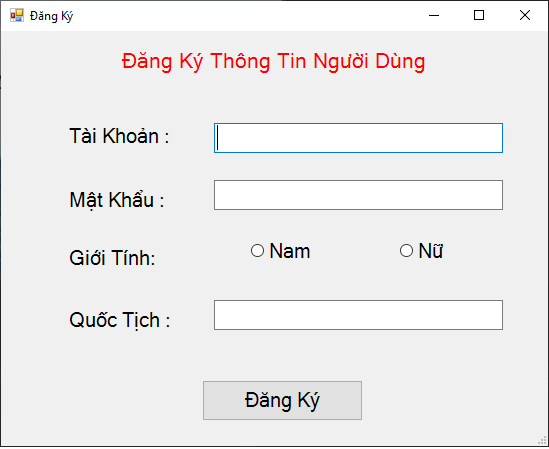 Đăng Ký
Đăng Ký Thông Tin Người Dùng
Tài Khoản :
Mật Khẩu :
Giới Tính: Nam Nữ
Quốc Tịch :
Đăng Ký